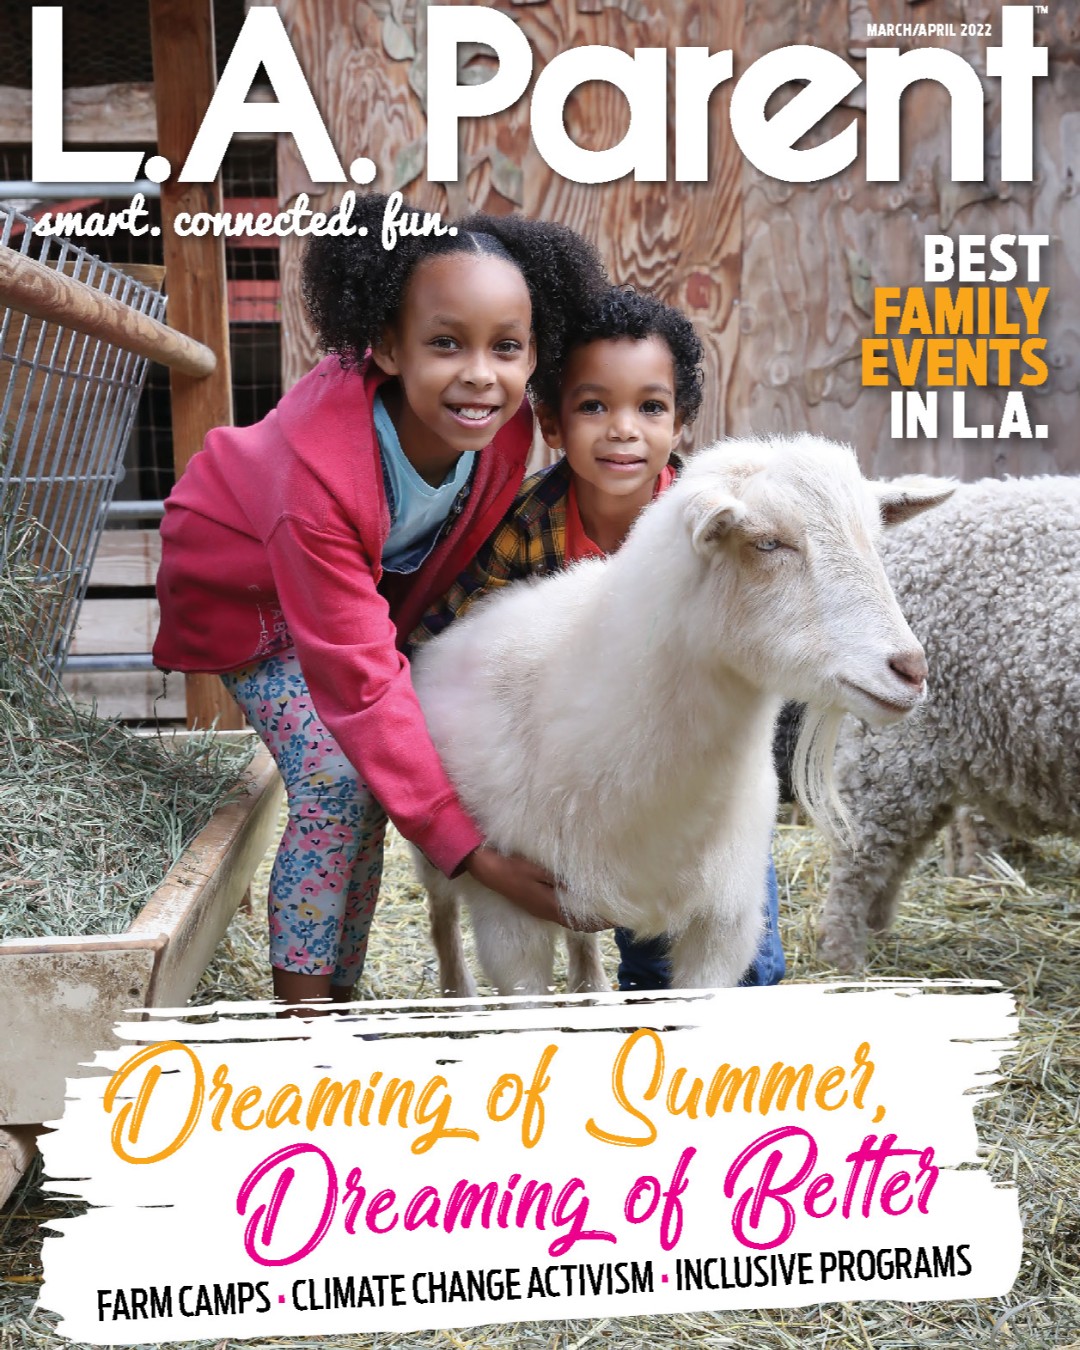 L.A. Parent™
MARCH/APRIL 2022
smart. connected. fun.
BEST
FAMILY
EVENTS
IN L.A.
Dreaming of Summer,
Dreaming of Better
FARM CAMPS · CLIMATE CHANGE ACTIVISM · INCLUSIVE PROGRAMS